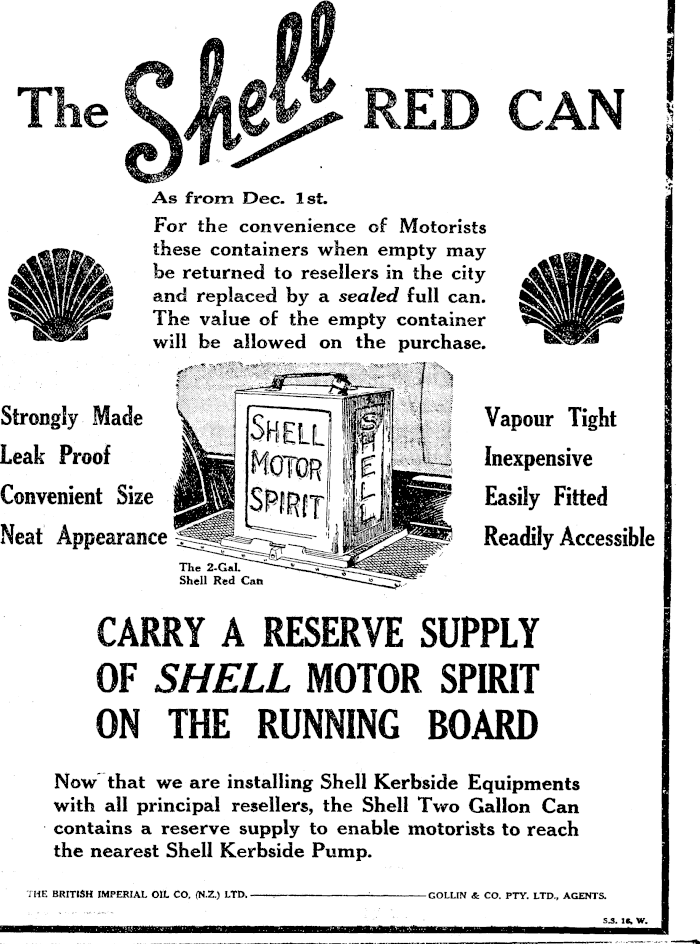 The Shell RED CAN
As from Dec. 1st.
For the convenience of Motorists
these containers when empty may
be returned to resellers in the city
and replaced by a sealed full can.
The value of the empty container
will be allowed on the purchase.
Strongly Made
Leak Proof
Convenient Size
Neat Appearance
SHELL
MOTOR
SPIRIT
SHELL
The 2-Gal.
Shell Red Can
Vapour Tight
Inexpensive
Easily Fitted
Readily Accessible
CARRY A RESERVE SUPPLY
OF SHELL MOTOR SPIRIT
ON THE RUNNING BOARD
Now that we are installing Shell Kerbside Equipments
with all principal resellers, the Shell Two Gallon Can
contains a reserve supply to enable motorists to reach
the nearest Shell Kerbside Pump.
THE BRITISH IMPERIAL OIL CO. (N.Z.) LTD. GOLLIN & CO. PTY. LTD., AGENTS.
S.S. 16, W.